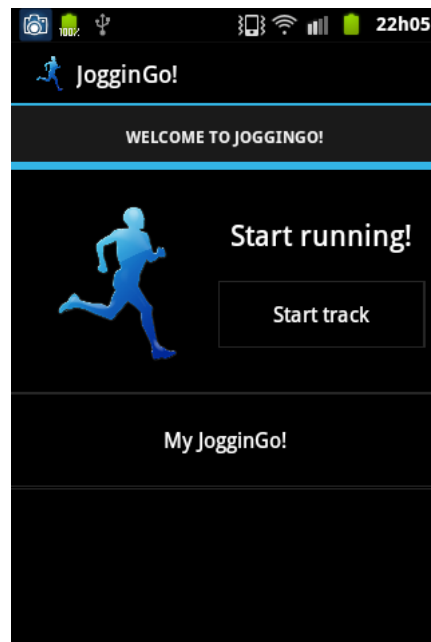 100% 22h05
JogginGo!
WELCOME TO JOGGINGO!
Start running!
Start track
My JogginGo!